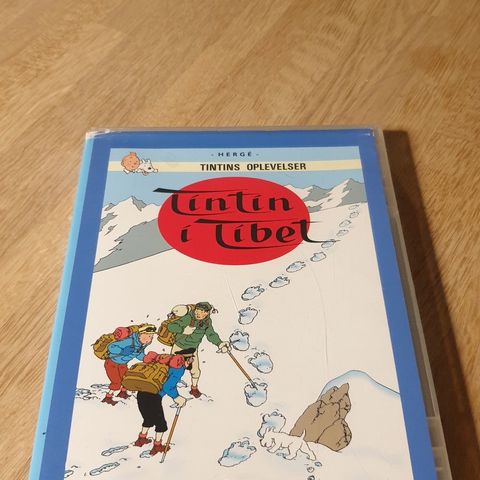 - HERGÉ -
TINTINS OPLEVELSER
Tintin
i Tibet